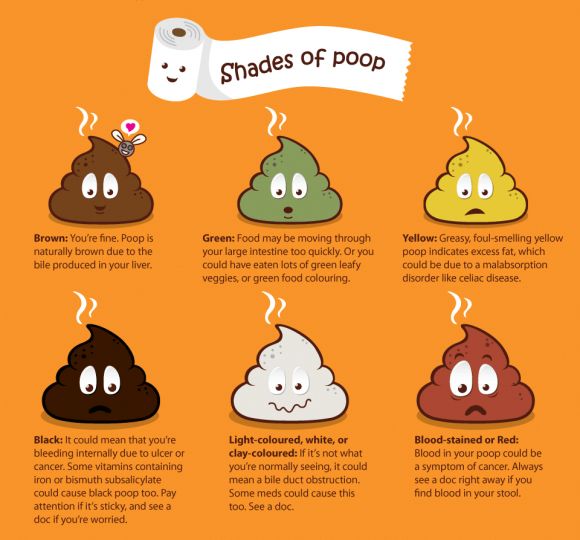 Shades of poop
Brown: You're fine. Poop is
naturally brown due to the
bile produced in your liver.
Green: Food may be moving through
your large intestine too quickly. Or you
could have eaten lots of green leafy
veggies, or green food colouring.
Yellow: Greasy, foul-smelling yellow
poop indicates excess fat, which
could be due to a malabsorption
disorder like celiac disease.
Black: It could mean that you're
bleeding internally due to ulcer or
cancer. Some vitamins containing
iron or bismuth subsalicylate
could cause black poop too. Pay
attention if it's sticky, and see a
doc if you're worried.
Light-coloured, white, or
clay-coloured: If it's not what
you're normally seeing, it could
mean a bile duct obstruction.
Some meds could cause this
too. See a doc.
Blood-stained or Red:
Blood in your poop could be
a symptom of cancer. Always
see a doc right away if you
find blood in your stool.